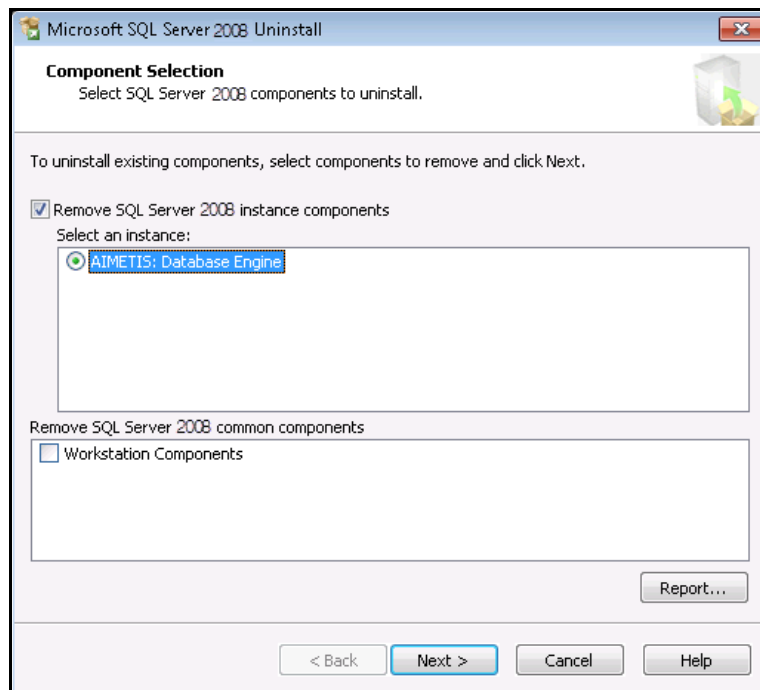 Microsoft SQL Server 2008 Uninstall
Component Selection
Select SQL Server 2008 components to uninstall.
To uninstall existing components, select components to remove and click Next.
Remove SQL Server 2008 instance components
Select an instance:
AIMETIS: Database Engine
Remove SQL Server 2008 common components
Workstation Components
Report...
< Back Next > Cancel Help